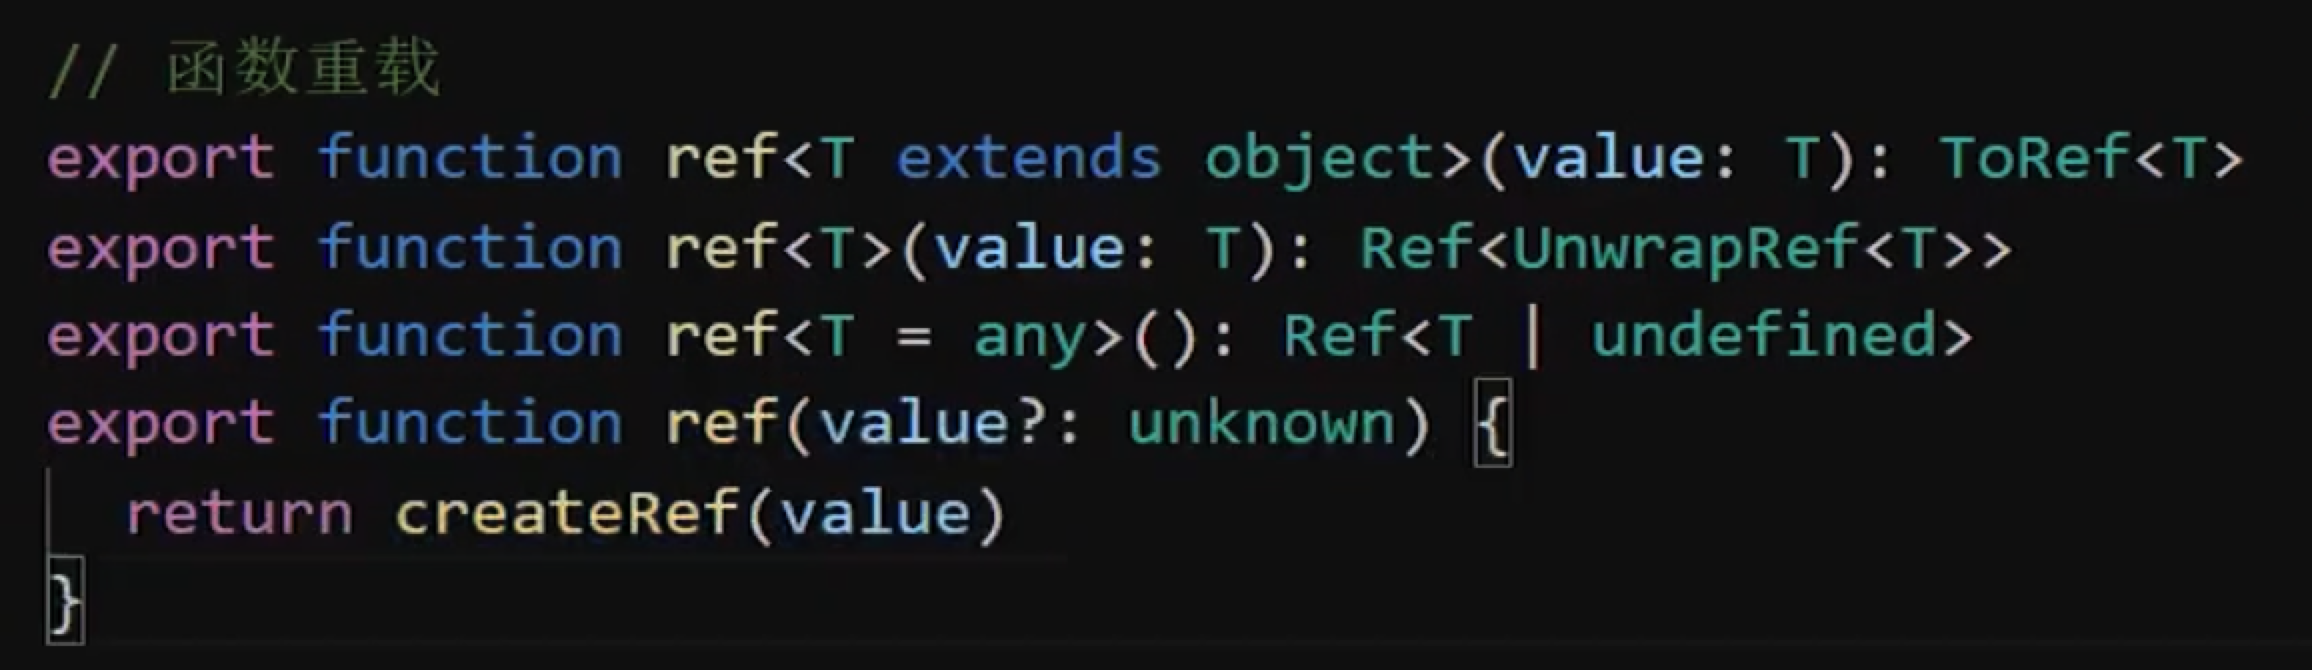 // 函数重载
export function ref<T extends object>(value: T): ToRef<T>
export function ref<T>(value: T): Ref<UnwrapRef<T>>
export function ref<T = any>(): Ref<T | undefined>
export function ref(value?: unknown) {
  return createRef(value)
}